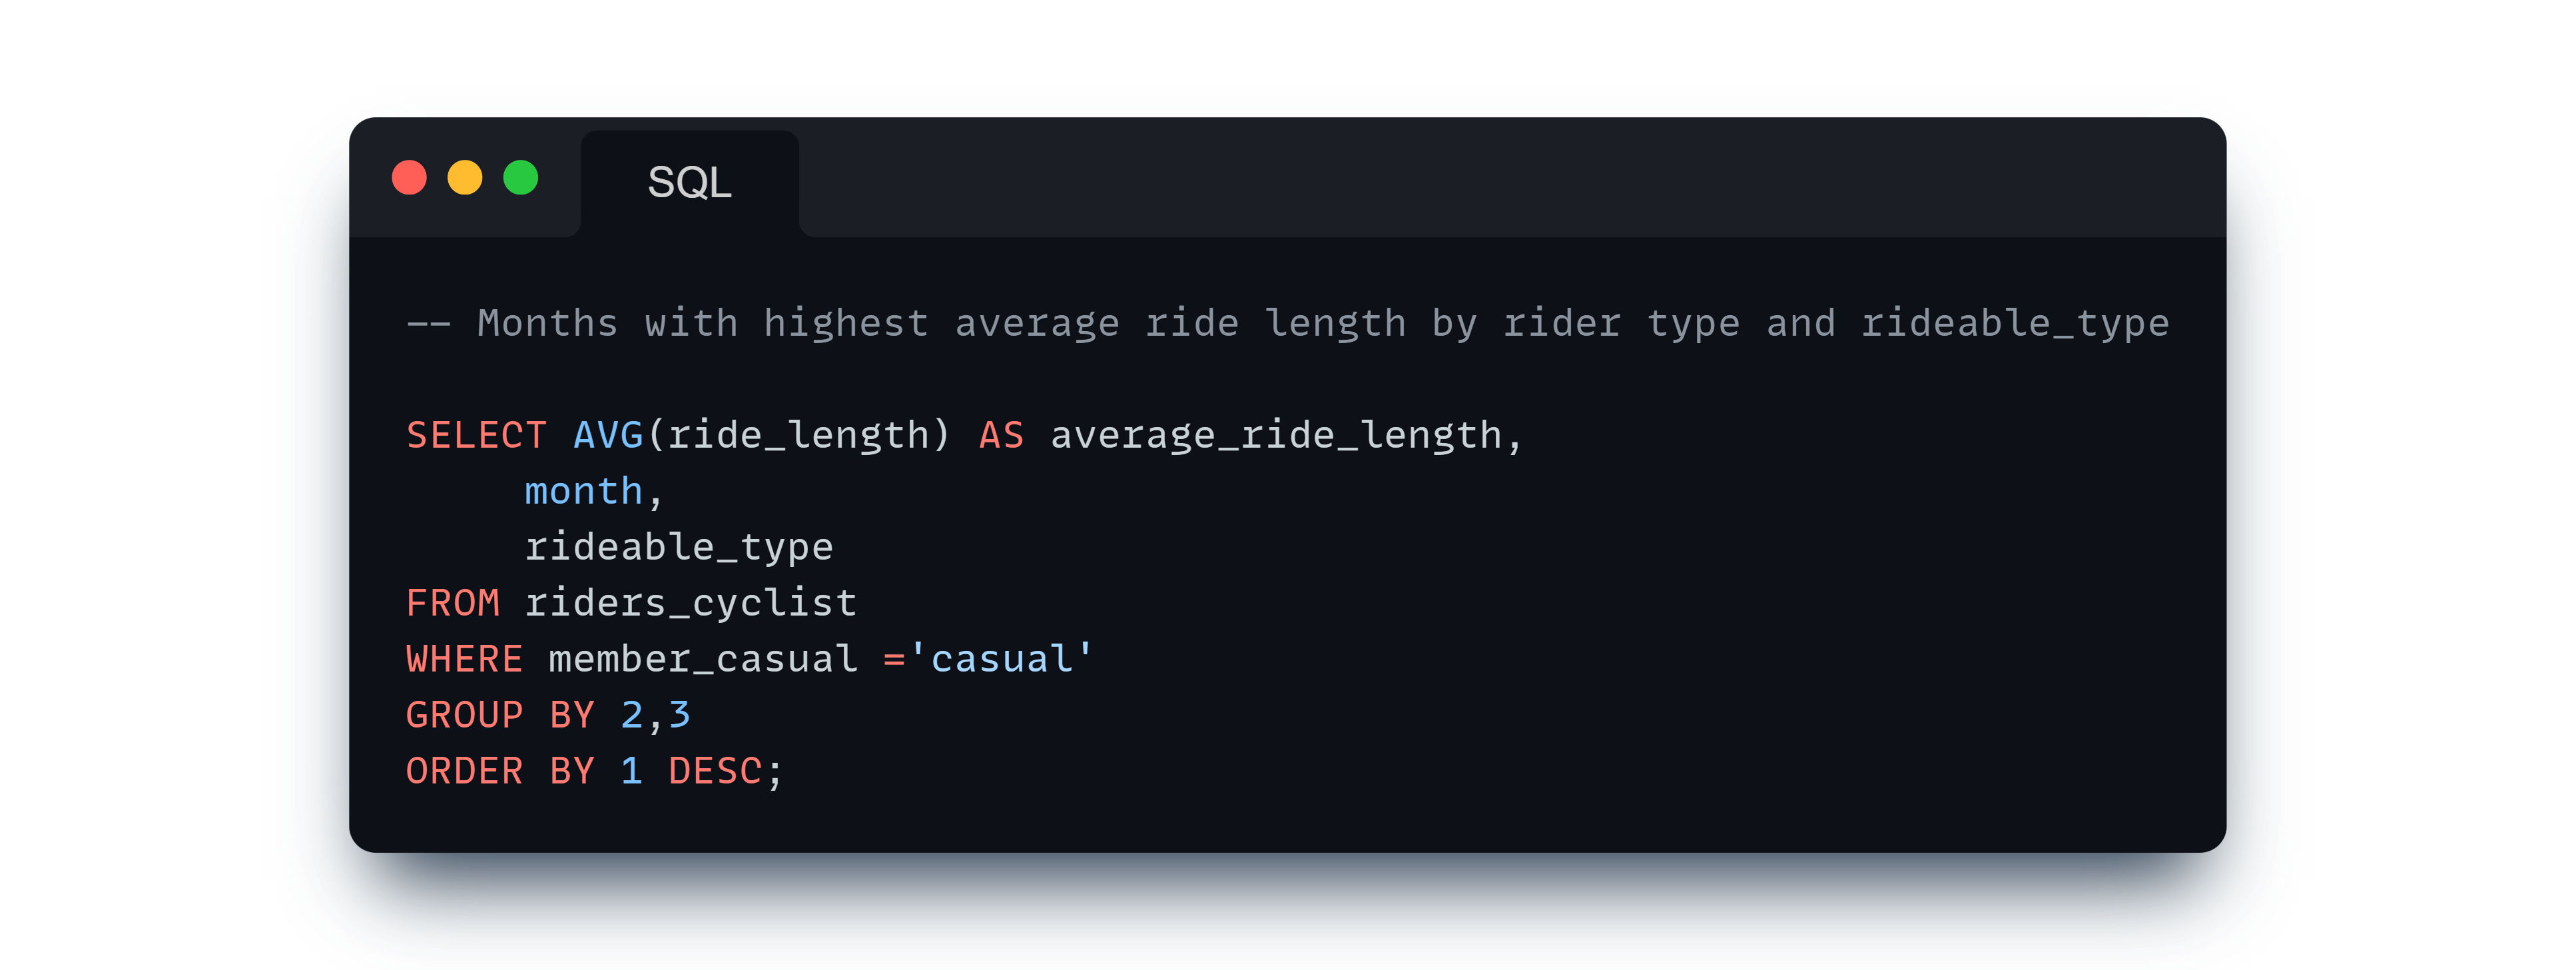 SQL
-- Months with highest average ride length by rider type and rideable_type
SELECT AVG(ride_length) AS average_ride_length,
month,
rideable_type
FROM riders_cyclist
WHERE member_casual ='casual'
GROUP BY 2,3
ORDER BY 1 DESC;